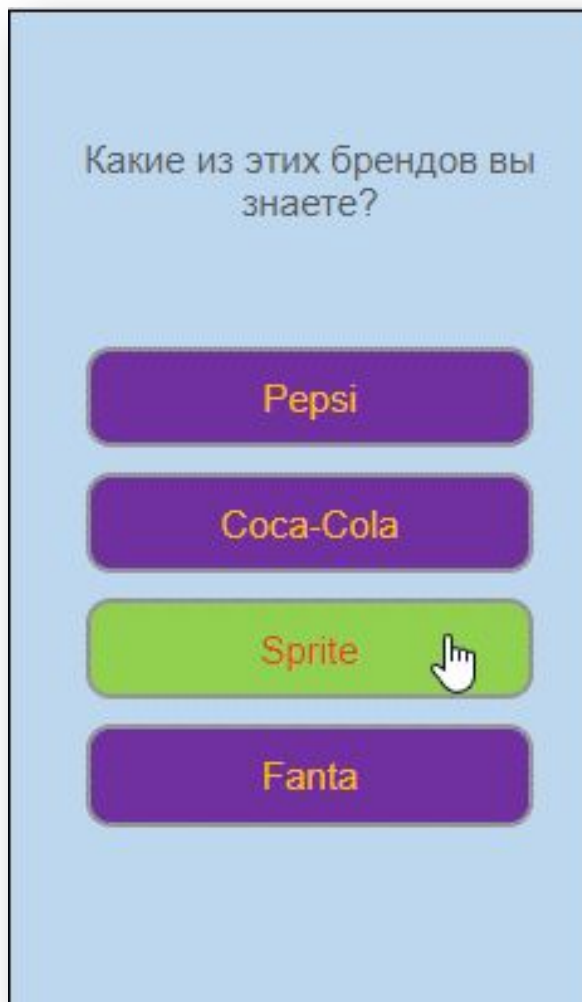 Какие из этих брендов вы
знаете?
Pepsi
Coca-Cola
Sprite
Fanta